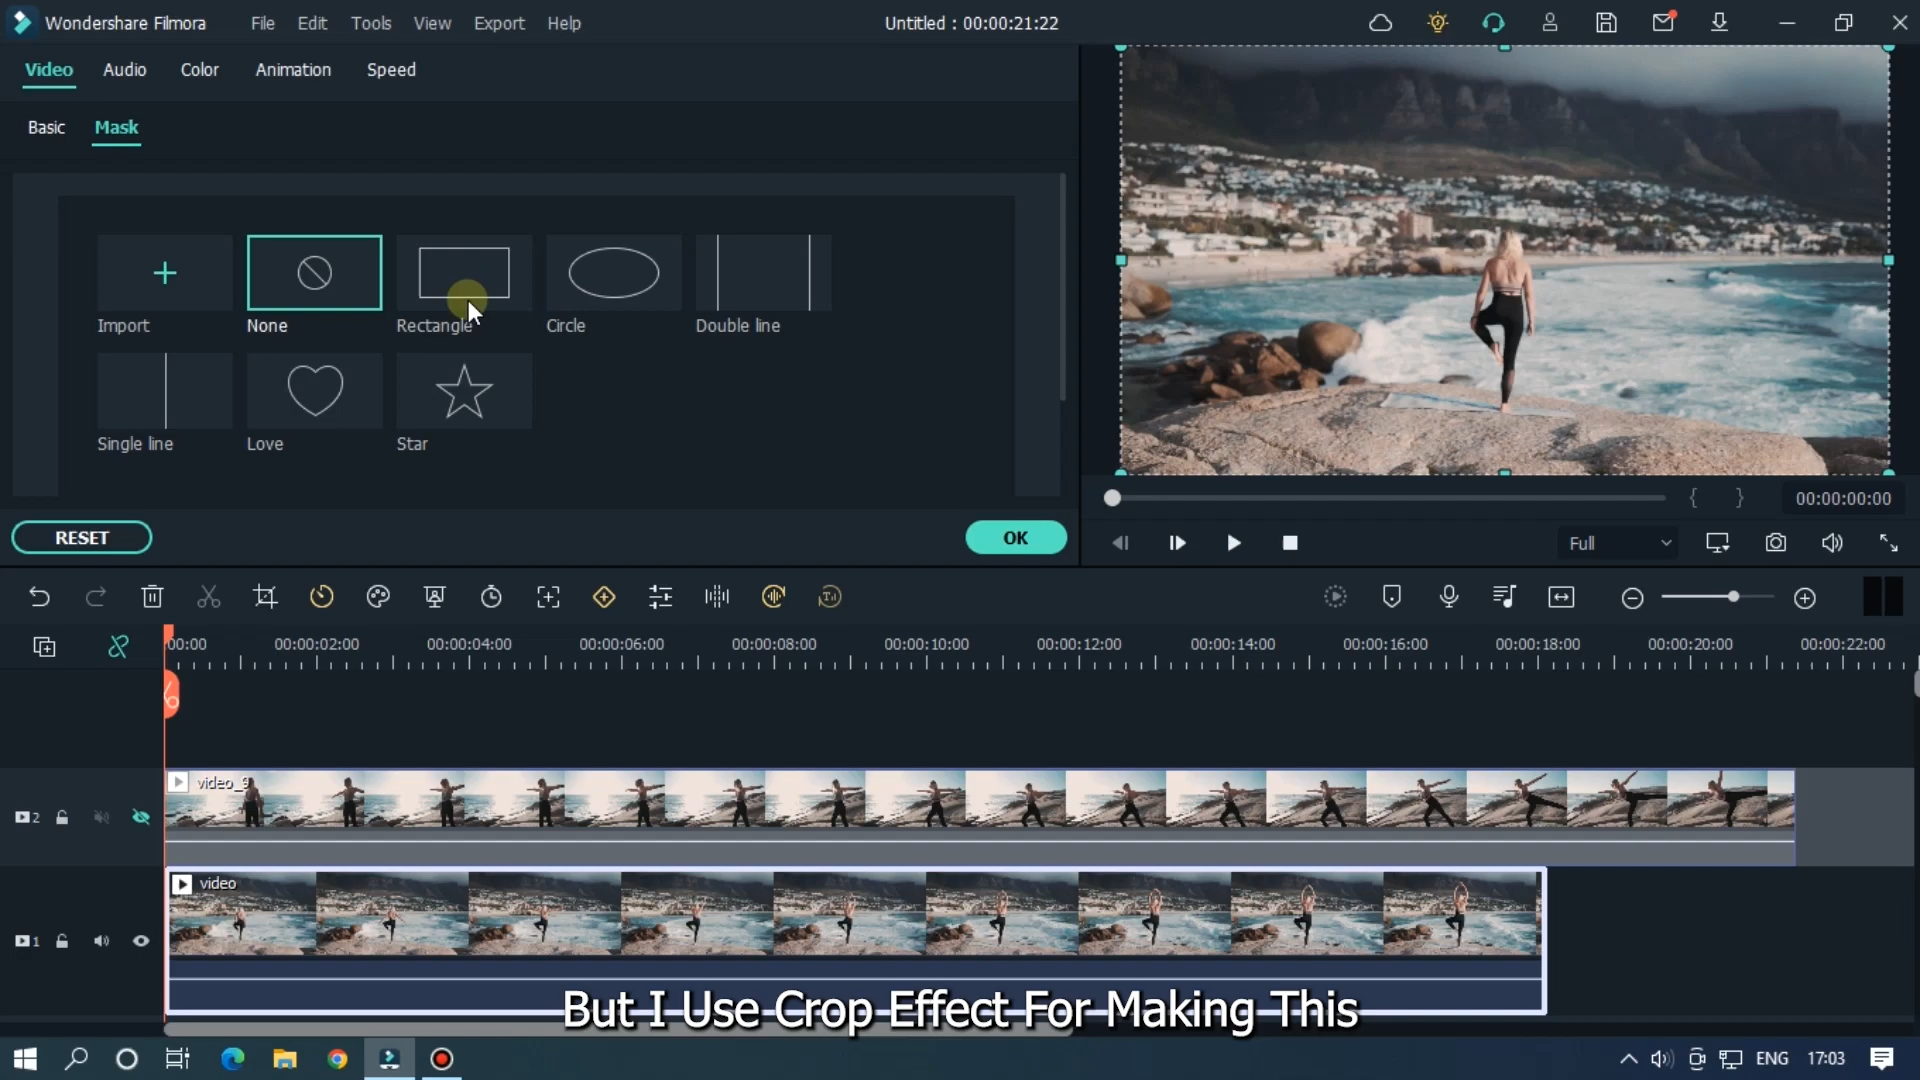 Wondershare Filmora File Edit Tools View Export Help Untitled : 00:00:21:22
Video Audio Color Animation Speed
Basic Mask
Import None Rectangle Circle Double line
Single line Love Star
RESET OK
00:00:00:00
Full
00:00 00:00:02:00 00:00:04:00 00:00:06:00 00:00:08:00 00:00:10:00 00:00:12:00 00:00:14:00 00:00:16:00 00:00:18:00 00:00:20:00 00:00:22:00
video_9
2
video
1
But I Use Crop Effect For Making This
ENG 17:03